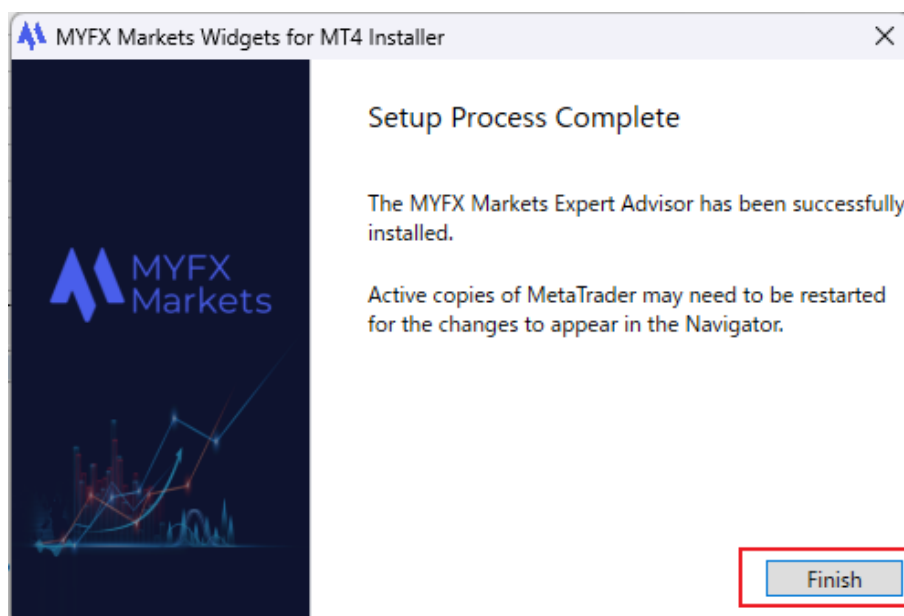 MYFX Markets Widgets for MT4 Installer
Setup Process Complete
The MYFX Markets Expert Advisor has been successfully
installed.
Active copies of MetaTrader may need to be restarted
for the changes to appear in the Navigator.
MYFX
Markets
Finish